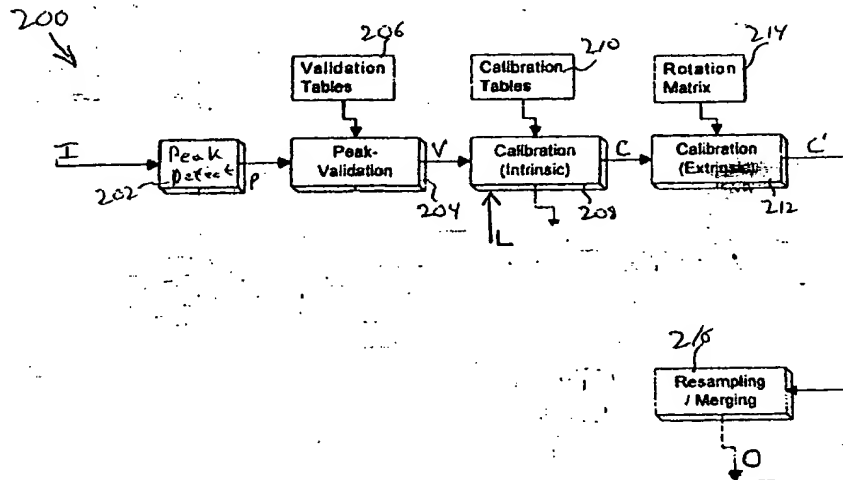 200
206
210
214
Validation
Tables
Calibration
Tables
Rotation
Matrix
I
Peak
Detect
P
Peak-
Validation
V
Calibration
(Intrinsic)
C
Calibration
(Extrinsic)
C'
202
204
208
212
L
216
Resampling
/ Merging
O